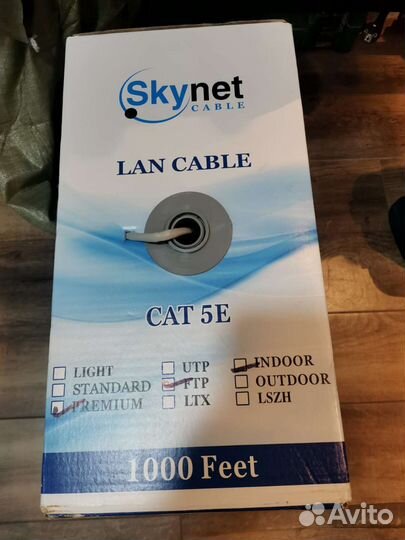 Skynet
CABLE
LAN CABLE
CAT 5E
LIGHT UTP INDOOR
STANDARD FTP OUTDOOR
PREMIUM LTX LSZH
1000 Feet
Avito